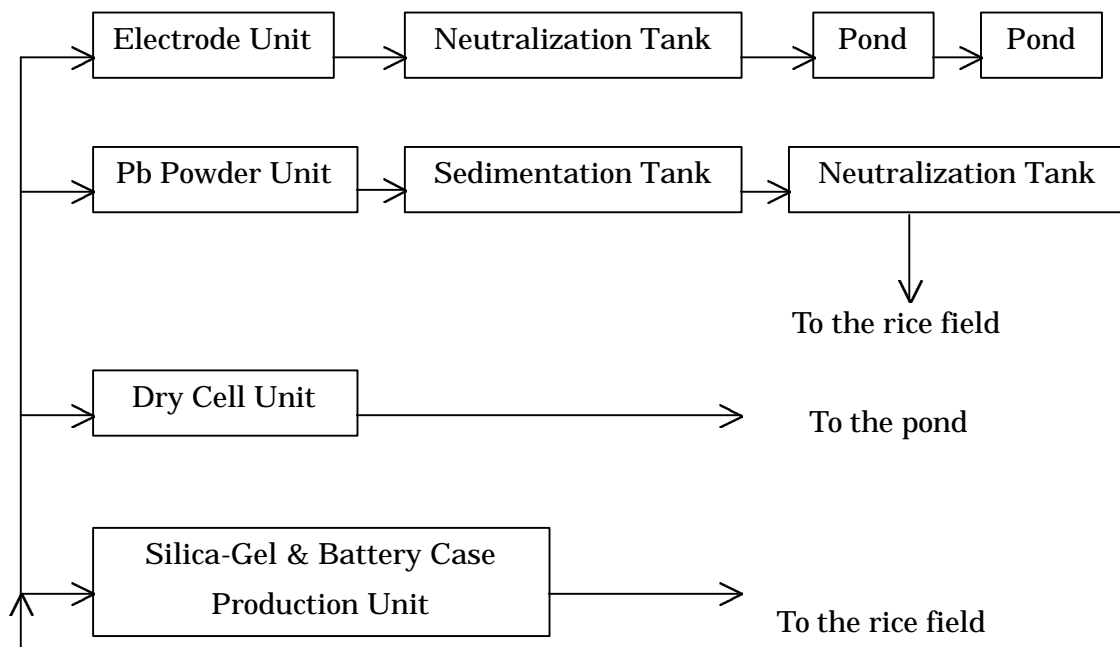 Electrode Unit
Neutralization Tank
Pond
Pond
Pb Powder Unit
Sedimentation Tank
Neutralization Tank
To the rice field
Dry Cell Unit
To the pond
Silica-Gel & Battery Case
Production Unit
To the rice field